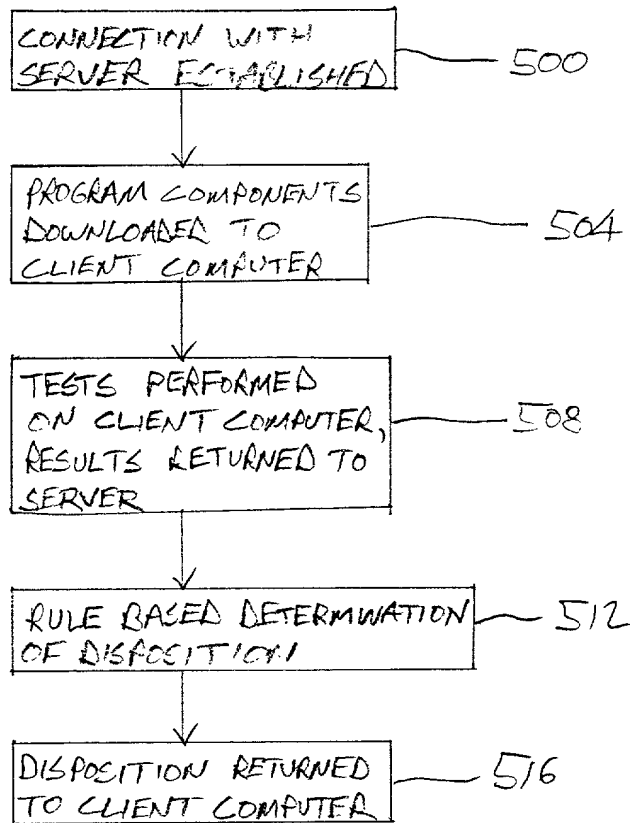 CONNECTION WITH
SERVER ESTABLISHED
500
PROGRAM COMPONENTS
DOWNLOADED TO
CLIENT COMPUTER
504
TESTS PERFORMED
ON CLIENT COMPUTER,
RESULTS RETURNED TO
SERVER
508
RULE BASED DETERMINATION
OF DISPOSITION
512
DISPOSITION RETURNED
TO CLIENT COMPUTER
516